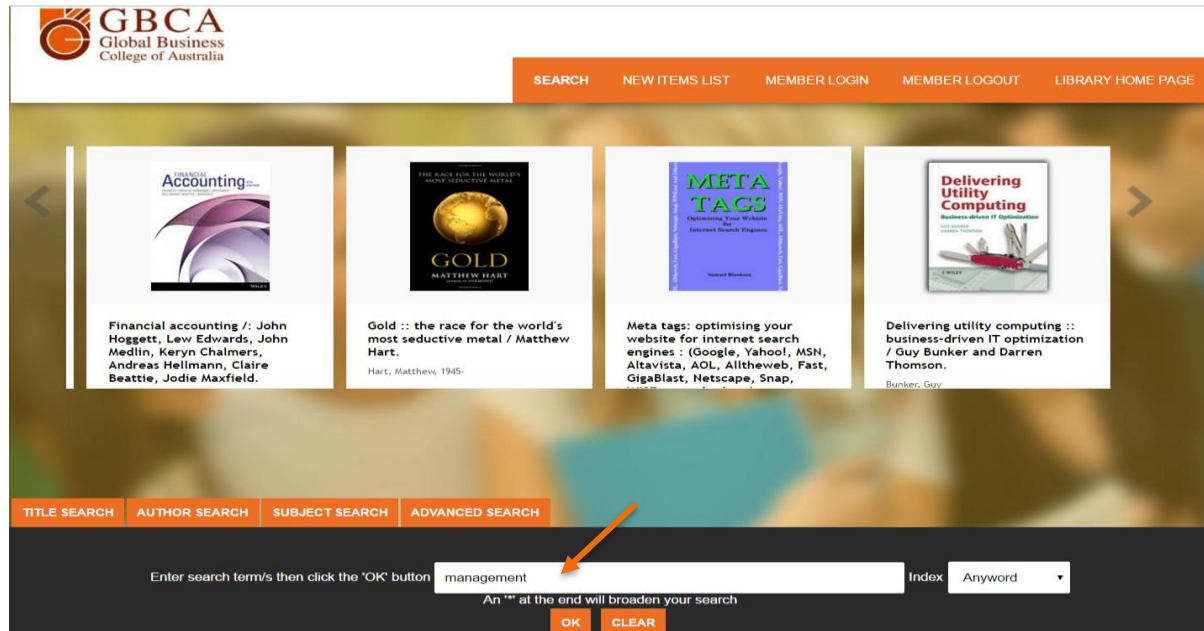 GBCA
Global Business
College of Australia
SEARCH NEW ITEMS LIST MEMBER LOGIN MEMBER LOGOUT LIBRARY HOME PAGE
FINANCIAL
Accounting
WILEY
THE RACE FOR THE WORLD'S
MOST SEDUCTIVE METAL
GOLD
MATTHEW HART
META
TAGS
Optimizing Your Website
for
Internet Search Engines
Samuel Blankson
Delivering
Utility
Computing
Business-driven IT Optimization
GUY BUNKER
DARREN THOMSON
WILEY
Financial accounting /: John
Hoggett, Lew Edwards, John
Medlin, Keryn Chalmers,
Andreas Hellmann, Claire
Beattie, Jodie Maxfield.
Gold :: the race for the world's
most seductive metal / Matthew
Hart.
Hart, Matthew, 1945-
Meta tags: optimising your
website for internet search
engines : (Google, Yahoo!, MSN,
Altavista, AOL, Alltheweb, Fast,
GigaBlast, Netscape, Snap,
Delivering utility computing ::
business-driven IT optimization
/ Guy Bunker and Darren
Thomson.
Bunker, Guy
TITLE SEARCH AUTHOR SEARCH SUBJECT SEARCH ADVANCED SEARCH
Enter search term/s then click the 'OK' button management Index Anyword
An '*' at the end will broaden your search
OK CLEAR